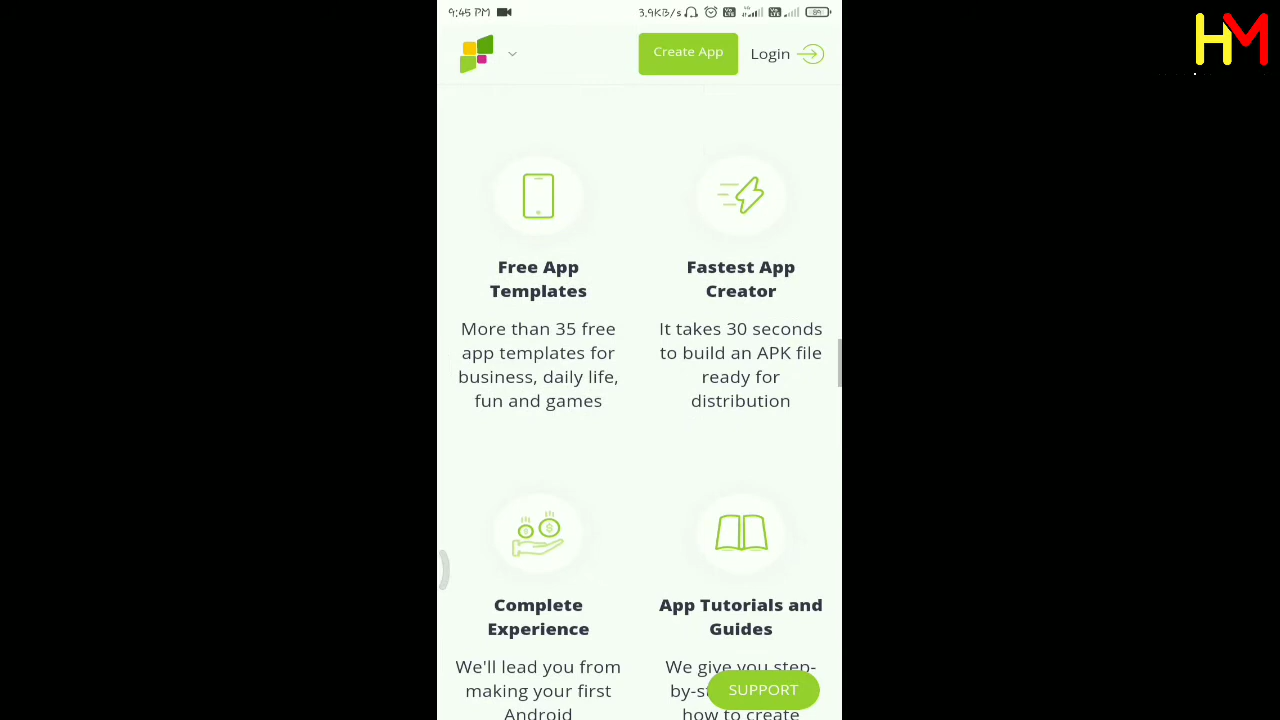 9:45 PM
3.9KB/s
89
HM
Create App
Login
Free App
Templates
More than 35 free
app templates for
business, daily life,
fun and games
Fastest App
Creator
It takes 30 seconds
to build an APK file
ready for
distribution
Complete
Experience
We'll lead you from
making your first
Android
App Tutorials and
Guides
We give you step-
how to create
SUPPORT